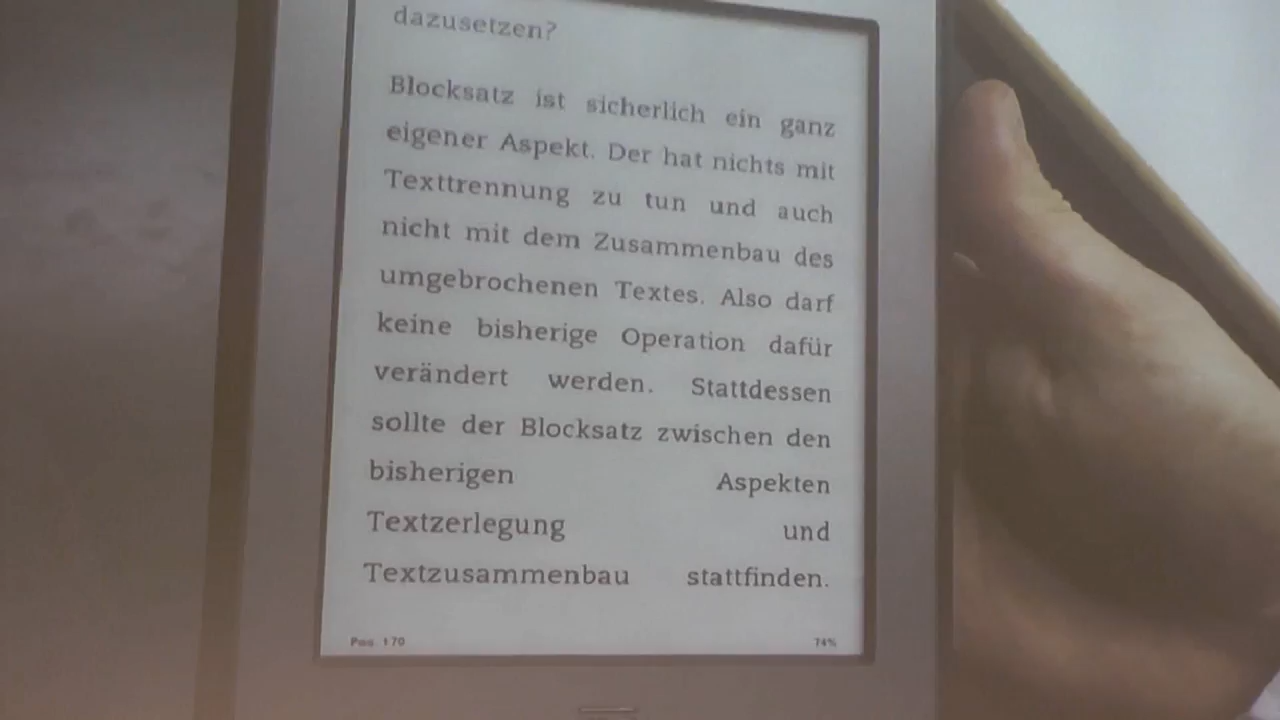 dazusetzen?
Blocksatz ist sicherlich ein ganz
eigener Aspekt. Der hat nichts mit
Texttrennung zu tun und auch
nicht mit dem Zusammenbau des
umgebrochenen Textes. Also darf
keine bisherige Operation dafür
verändert werden. Stattdessen
sollte der Blocksatz zwischen den
bisherigen Aspekten
Textzerlegung und
Textzusammenbau stattfinden.
Pos. 170 74%